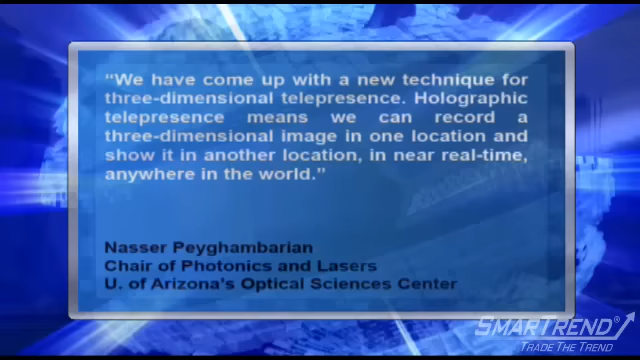 “We have come up with a new technique for
three-dimensional telepresence. Holographic
telepresence means we can record a
three-dimensional image in one location and
show it in another location, in near real-time,
anywhere in the world.”
Nasser Peyghambarian
Chair of Photonics and Lasers
U. of Arizona's Optical Sciences Center
SMARTREND®
TRADE THE TREND